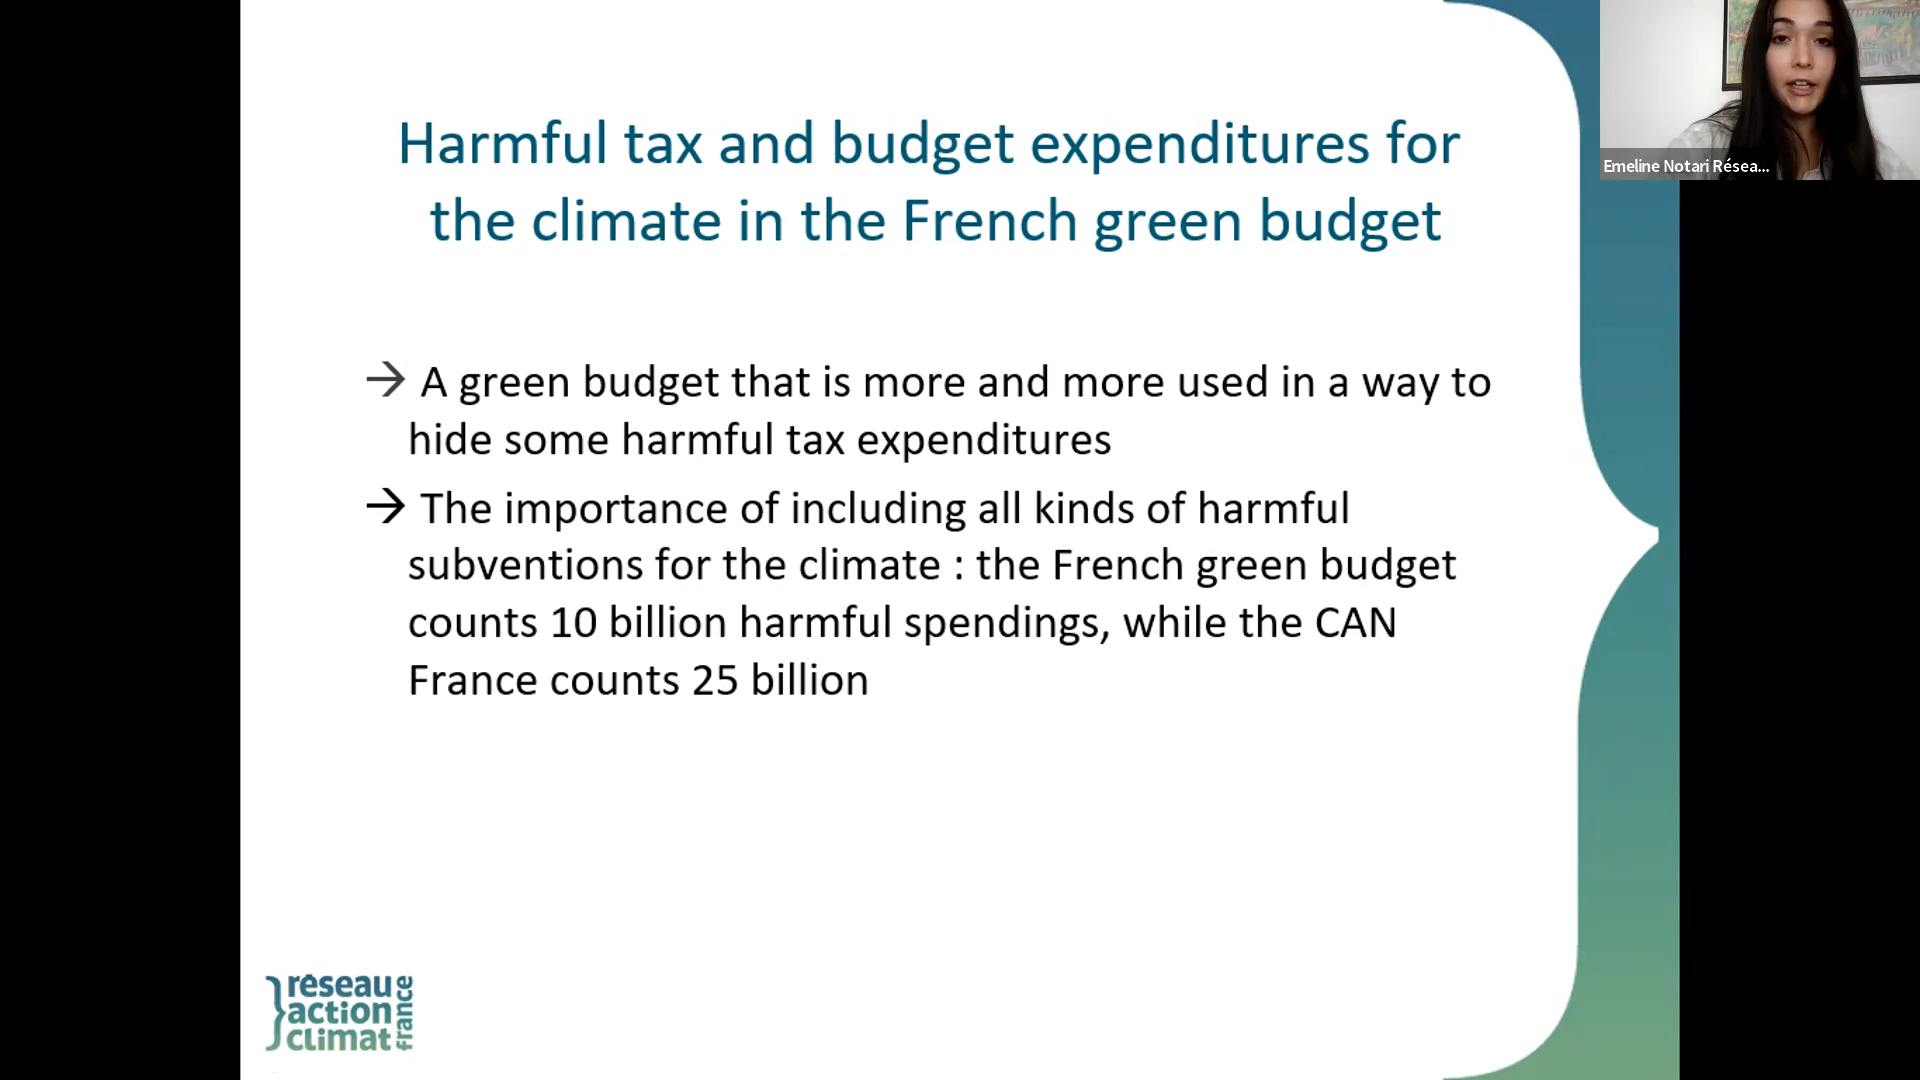 Harmful tax and budget expenditures for
the climate in the French green budget
→ A green budget that is more and more used in a way to
hide some harmful tax expenditures
→ The importance of including all kinds of harmful
subventions for the climate : the French green budget
counts 10 billion harmful spendings, while the CAN
France counts 25 billion
réseau
action
climat
france
Emeline Notari Résea...